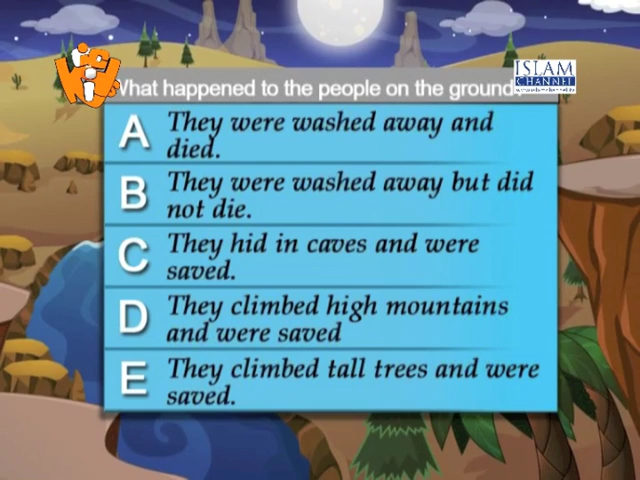 What happened to the people on the ground
ISLAM
CHANNEL
A
They were washed away and
died.
B
They were washed away but did
not die.
C
They hid in caves and were
saved.
D
They climbed high mountains
and were saved
E
They climbed tall trees and were
saved.